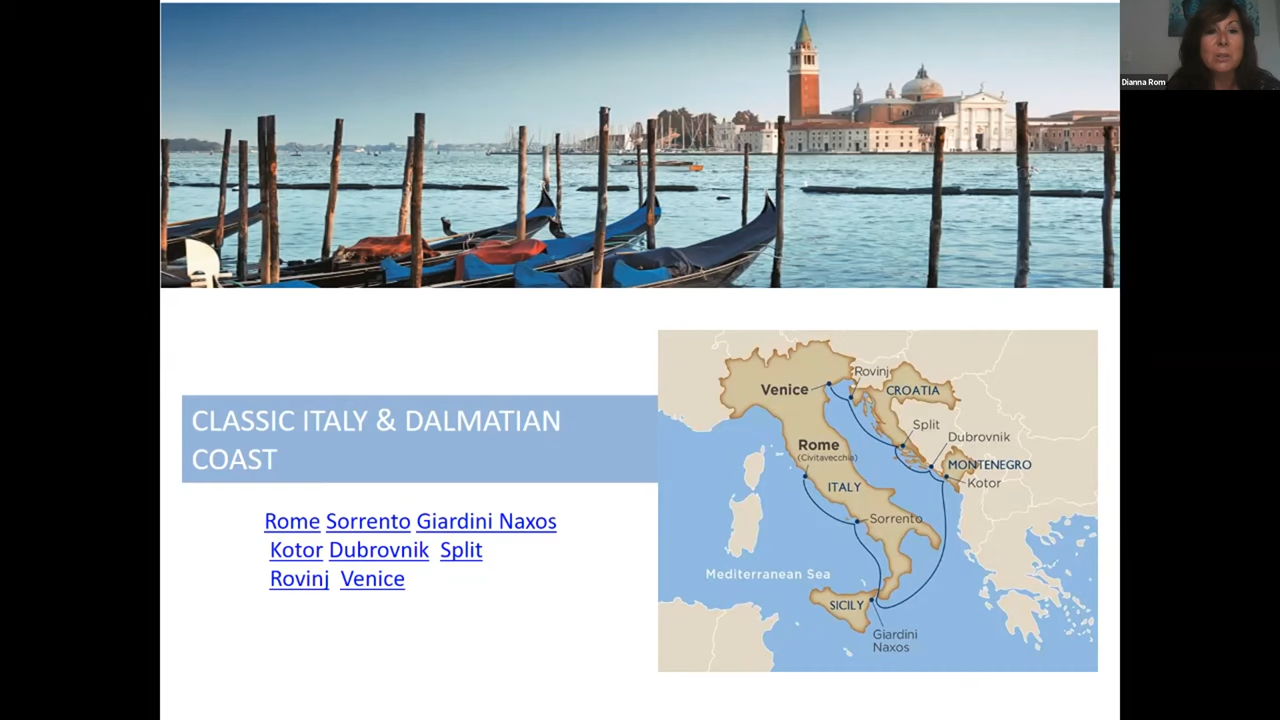 Dianna Rom
CLASSIC ITALY & DALMATIAN
COAST
Rome Sorrento Giardini Naxos
Kotor Dubrovnik Split
Rovinj Venice
Rovinj
Venice
CROATIA
Split
Rome
Dubrovnik
(Civitavecchia)
MONTENEGRO
Kotor
ITALY
Sorrento
Mediterranean Sea
SICILY
Giardini
Naxos